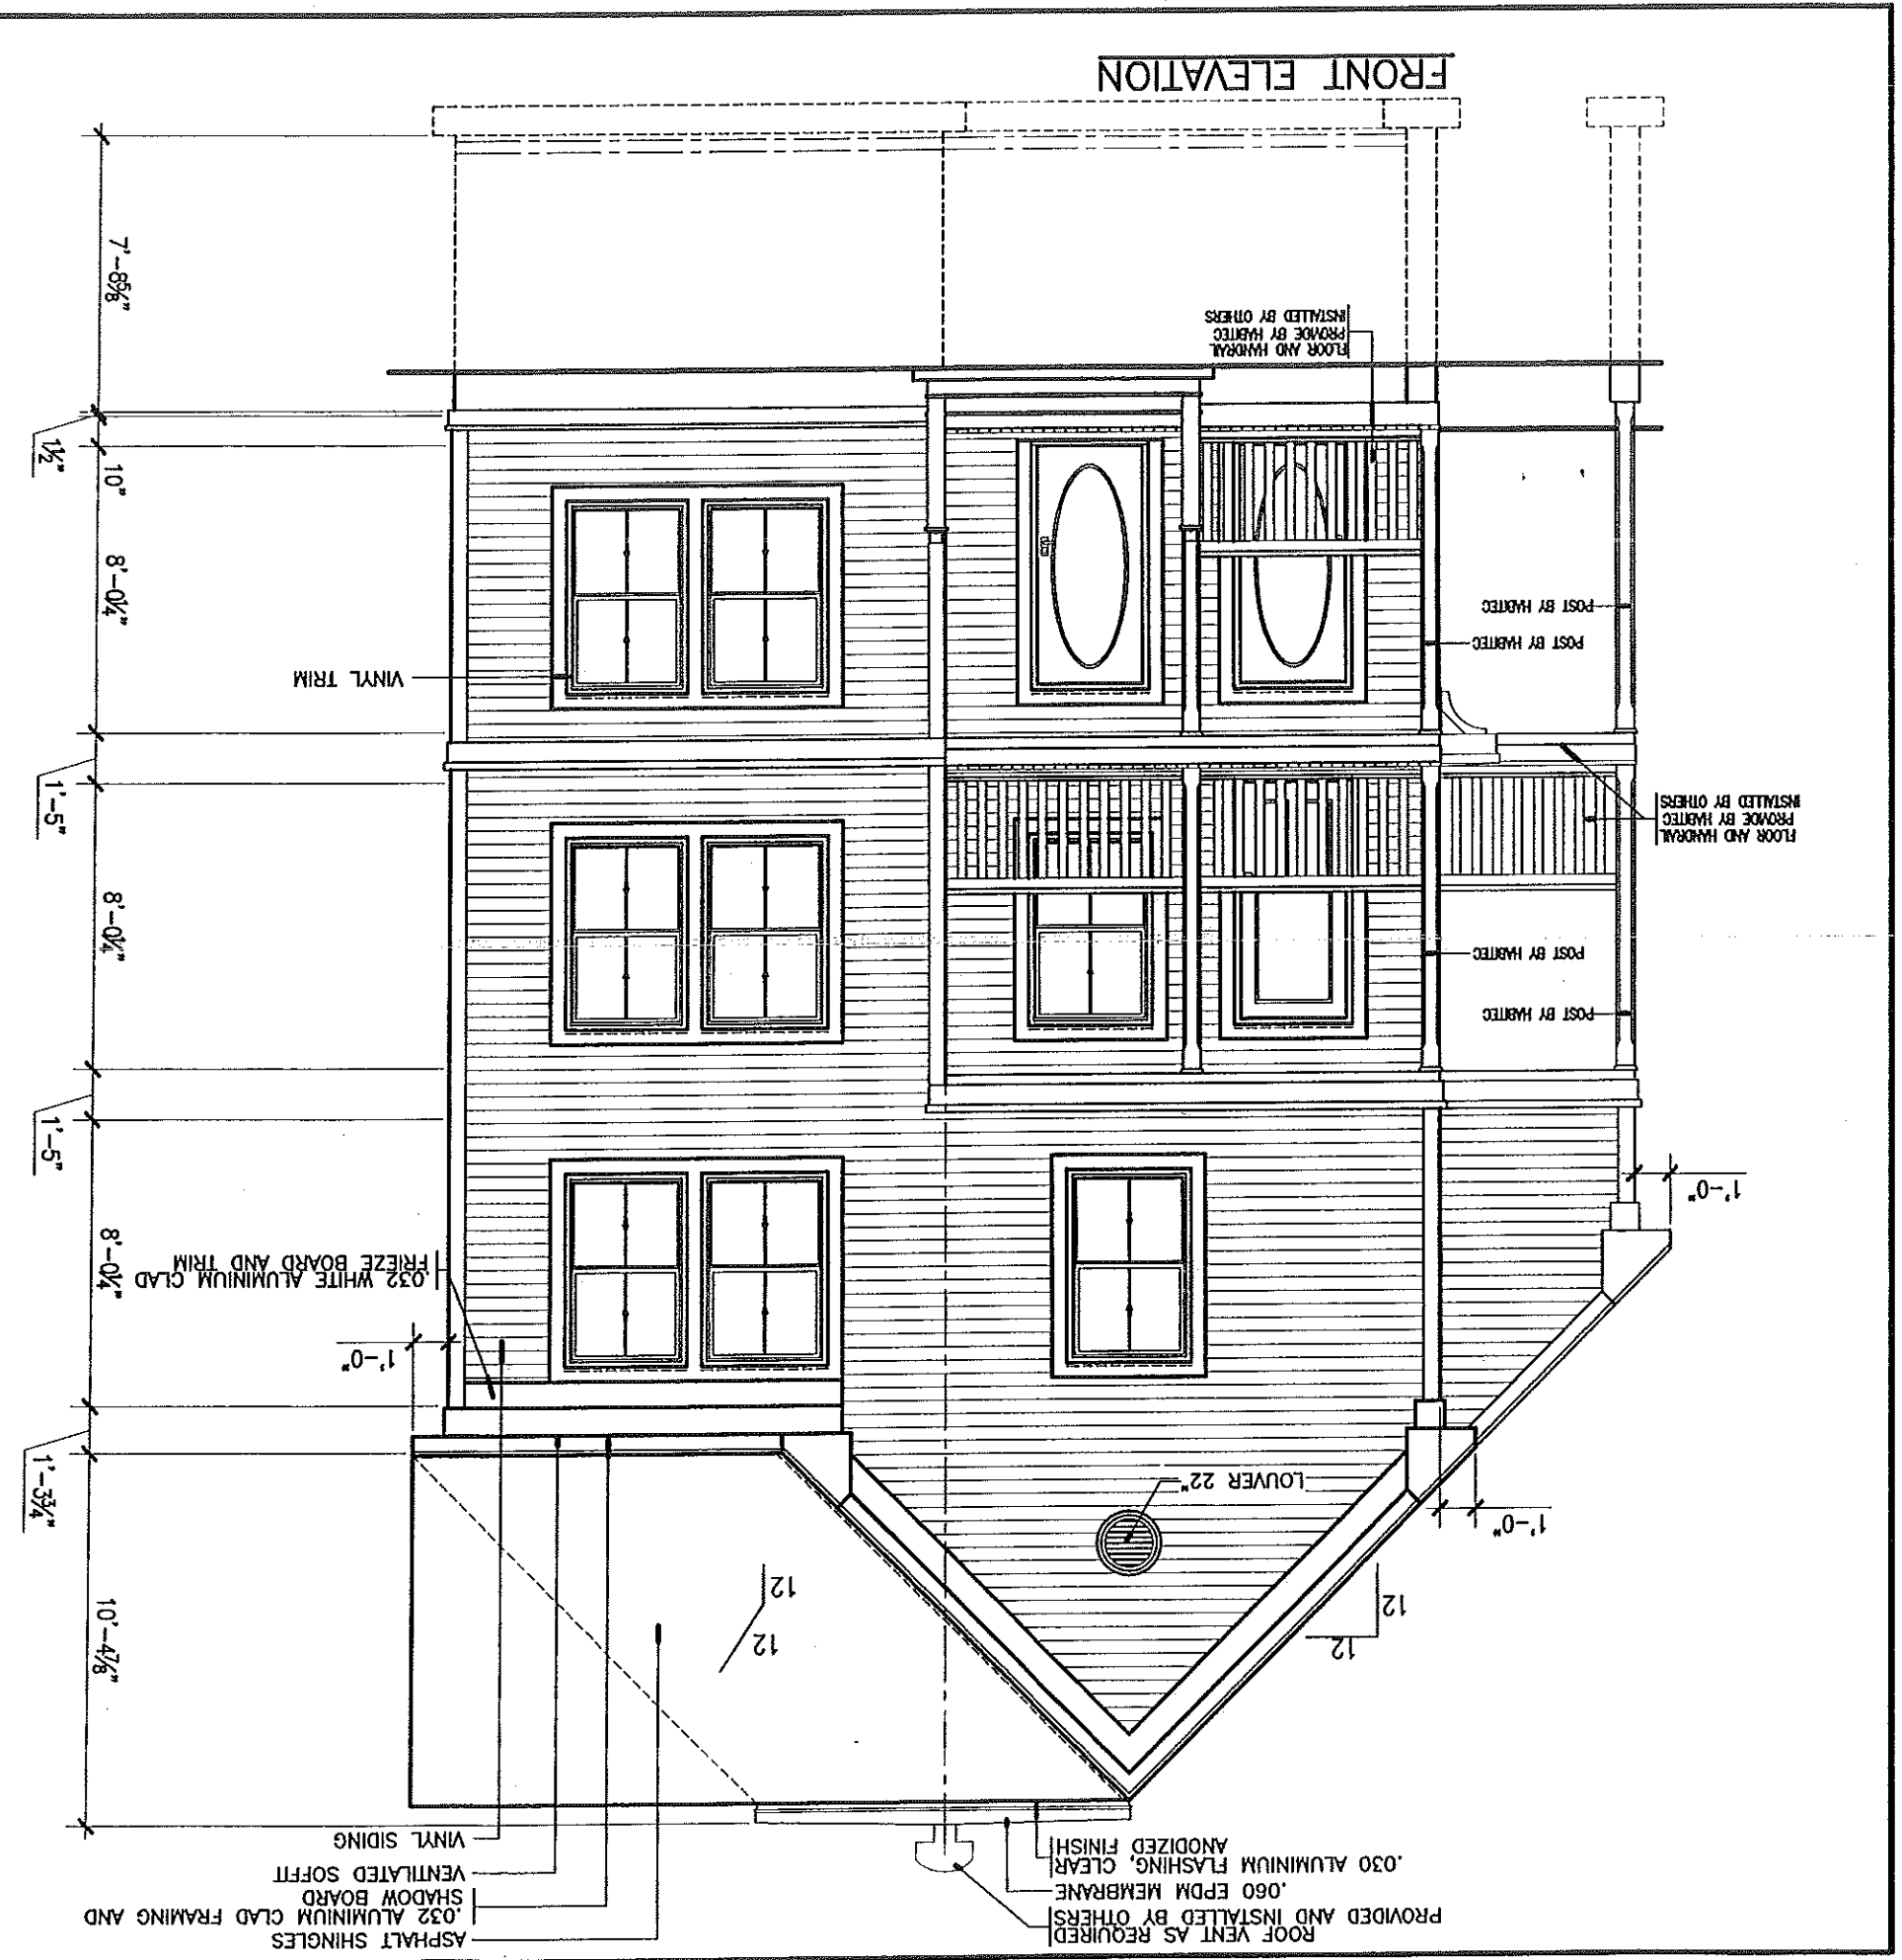 ROOF VENT AS REQUIRED
PROVIDED AND INSTALLED BY OTHERS
.060 EPDM MEMBRANE
.030 ALUMINIUM FLASHING, CLEAR
ANODIZED FINISH
ASPHALT SHINGLES
.032 ALUMINIUM CLAD FRAMING AND
SHADOW BOARD
VENTILATED SOFFIT
VINYL SIDING
12
12
12
12
10'-4⅞"
LOUVER 22"
1'-0"
1'-3¾"
1'-0"
.032 WHITE ALUMINIUM CLAD
FRIEZE BOARD AND TRIM
8'-0¼"
1'-0"
1'-5"
POST BY HABITEC
POST BY HABITEC
8'-0¼"
FLOOR AND HANDRAIL
PROVIDE BY HABITEC
INSTALLED BY OTHERS
1'-5"
VINYL TRIM
POST BY HABITEC
POST BY HABITEC
8'-0¼"
10"
1½"
FLOOR AND HANDRAIL
PROVIDE BY HABITEC
INSTALLED BY OTHERS
7'-8⅝"
FRONT ELEVATION